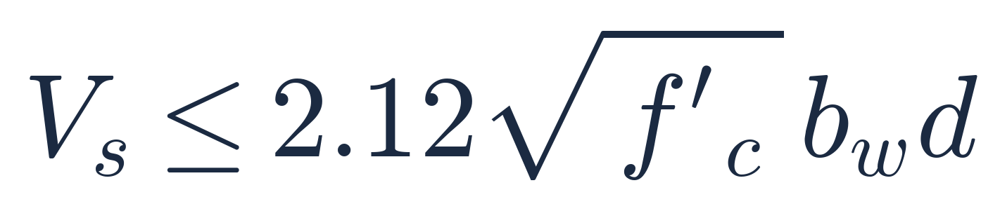 V_s ≤ 2.12√(f′_c) b_w d